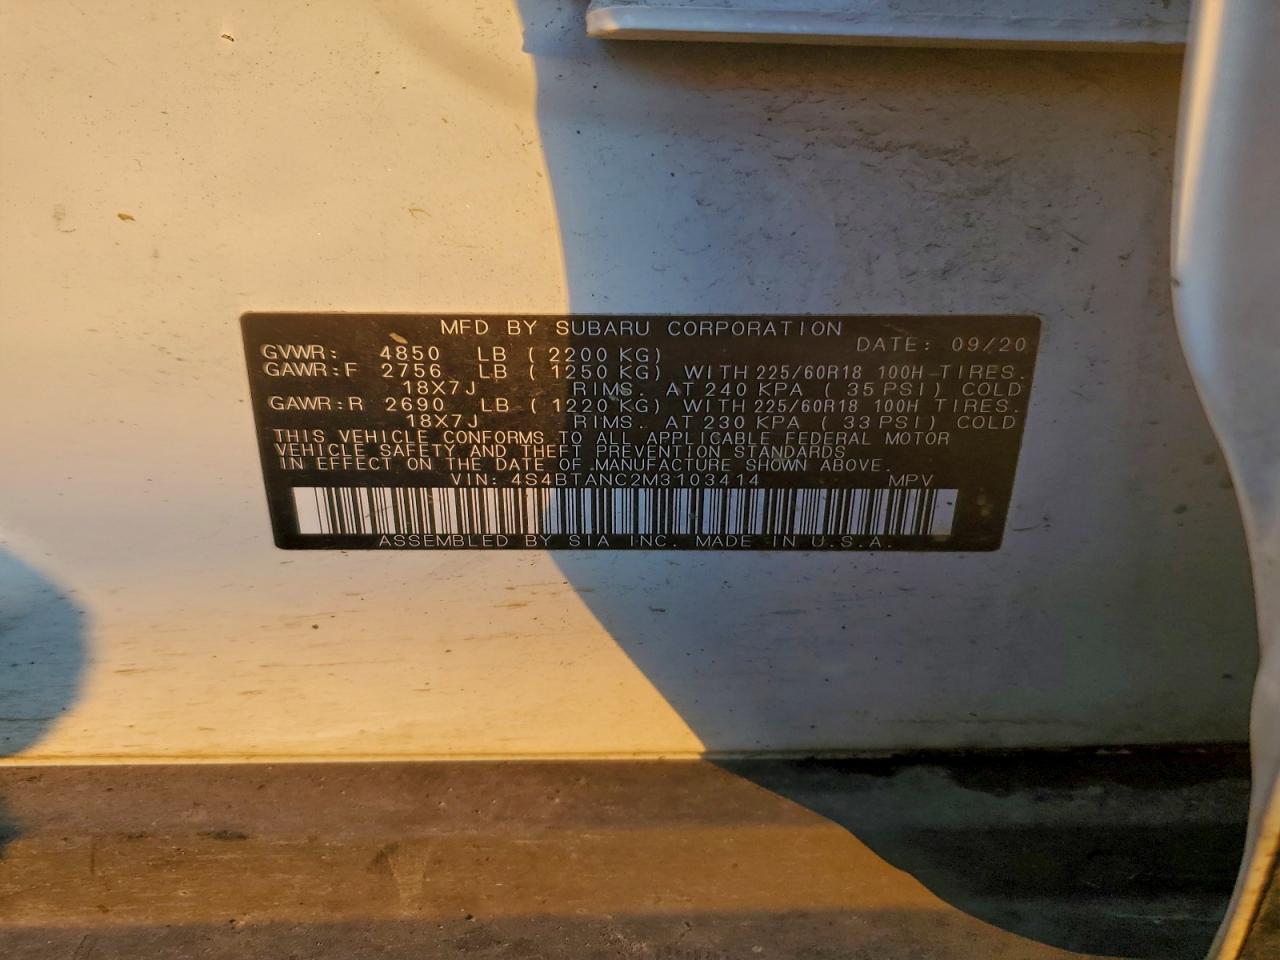 MFD BY SUBARU CORPORATION
DATE: 09/20
GVWR: 4850 LB (2200 KG)
GAWR:F 2756 LB (1250 KG) WITH 225/60R18 100H TIRES.
18X7J RIMS. AT 240 KPA (35 PSI) COLD
GAWR:R 2690 LB (1220 KG) WITH 225/60R18 100H TIRES.
18X7J RIMS. AT 230 KPA (33 PSI) COLD
THIS VEHICLE CONFORMS TO ALL APPLICABLE FEDERAL MOTOR
VEHICLE SAFETY AND THEFT PREVENTION STANDARDS
IN EFFECT ON THE DATE OF MANUFACTURE SHOWN ABOVE.
VIN: 4S4BTANC2M3103414 MPV
ASSEMBLED BY SIA INC. MADE IN U.S.A.